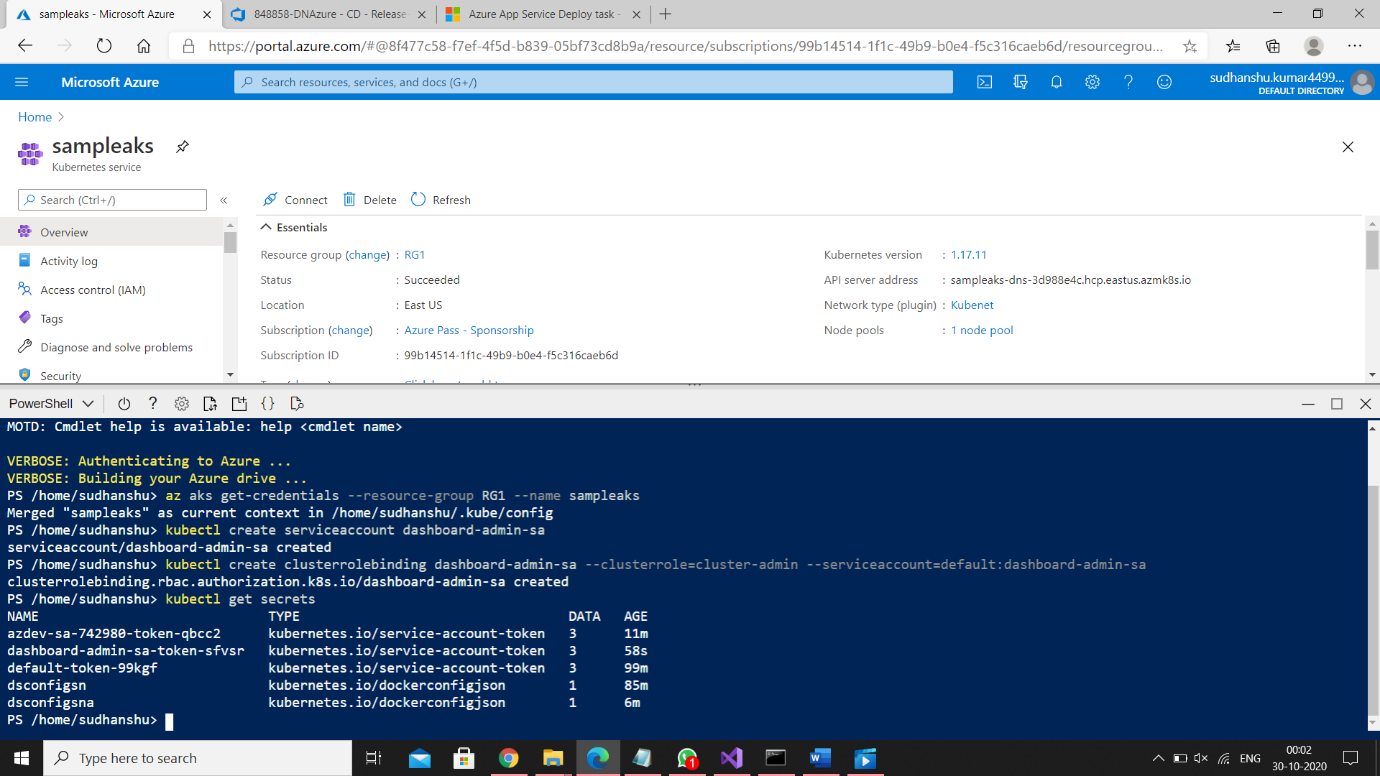 sampleaks - Microsoft Azure
848858-DNAzure - CD - Release
Azure App Service Deploy task -
https://portal.azure.com/#@8f477c58-f7ef-4f5d-b839-05bf73cd8b9a/resource/subscriptions/99b14514-1f1c-49b9-b0e4-f5c316caeb6d/resourcegrou...
Microsoft Azure
Search resources, services, and docs (G+/)
sudhanshu.kumar4499...
DEFAULT DIRECTORY
Home
sampleaks
Kubernetes service
Search (Ctrl+/)
«
Connect Delete Refresh
Overview
Activity log
Access control (IAM)
Tags
Diagnose and solve problems
Security
Essentials
Resource group (change) : RG1
Status : Succeeded
Location : East US
Subscription (change) : Azure Pass - Sponsorship
Subscription ID : 99b14514-1f1c-49b9-b0e4-f5c316caeb6d
Kubernetes version : 1.17.11
API server address : sampleaks-dns-3d988e4c.hcp.eastus.azmk8s.io
Network type (plugin) : Kubenet
Node pools : 1 node pool
PowerShell
MOTD: Cmdlet help is available: help <cmdlet name>
VERBOSE: Authenticating to Azure ...
VERBOSE: Building your Azure drive ...
PS /home/sudhanshu> az aks get-credentials --resource-group RG1 --name sampleaks
Merged "sampleaks" as current context in /home/sudhanshu/.kube/config
PS /home/sudhanshu> kubectl create serviceaccount dashboard-admin-sa
serviceaccount/dashboard-admin-sa created
PS /home/sudhanshu> kubectl create clusterrolebinding dashboard-admin-sa --clusterrole=cluster-admin --serviceaccount=default:dashboard-admin-sa
clusterrolebinding.rbac.authorization.k8s.io/dashboard-admin-sa created
PS /home/sudhanshu> kubectl get secrets
NAME TYPE DATA AGE
azdev-sa-742980-token-qbcc2 kubernetes.io/service-account-token 3 11m
dashboard-admin-sa-token-sfvsr kubernetes.io/service-account-token 3 58s
default-token-99kgf kubernetes.io/service-account-token 3 99m
dsconfigsn kubernetes.io/dockerconfigjson 1 85m
dsconfigsna kubernetes.io/dockerconfigjson 1 6m
PS /home/sudhanshu>
Type here to search
1
ENG
00:02
30-10-2020